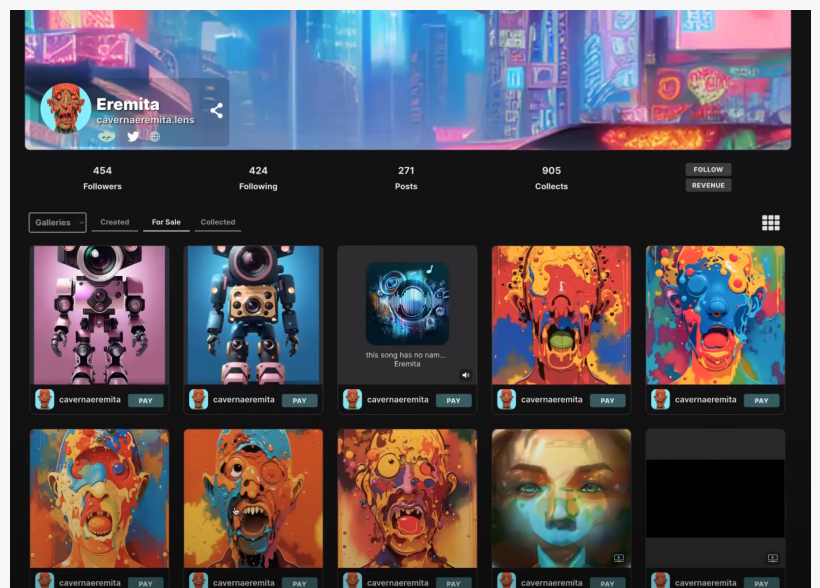 Eremita
cavernaeremita.lens
454
Followers
424
Following
271
Posts
905
Collects
FOLLOW
REVENUE
Galleries
Created
For Sale
Collected
this song has no nam...
Eremita
cavernaeremita PAY
cavernaeremita PAY
cavernaeremita PAY
cavernaeremita PAY
cavernaeremita PAY
cavernaeremita PAY
cavernaeremita PAY
cavernaeremita PAY
cavernaeremita PAY
cavernaeremita PAY